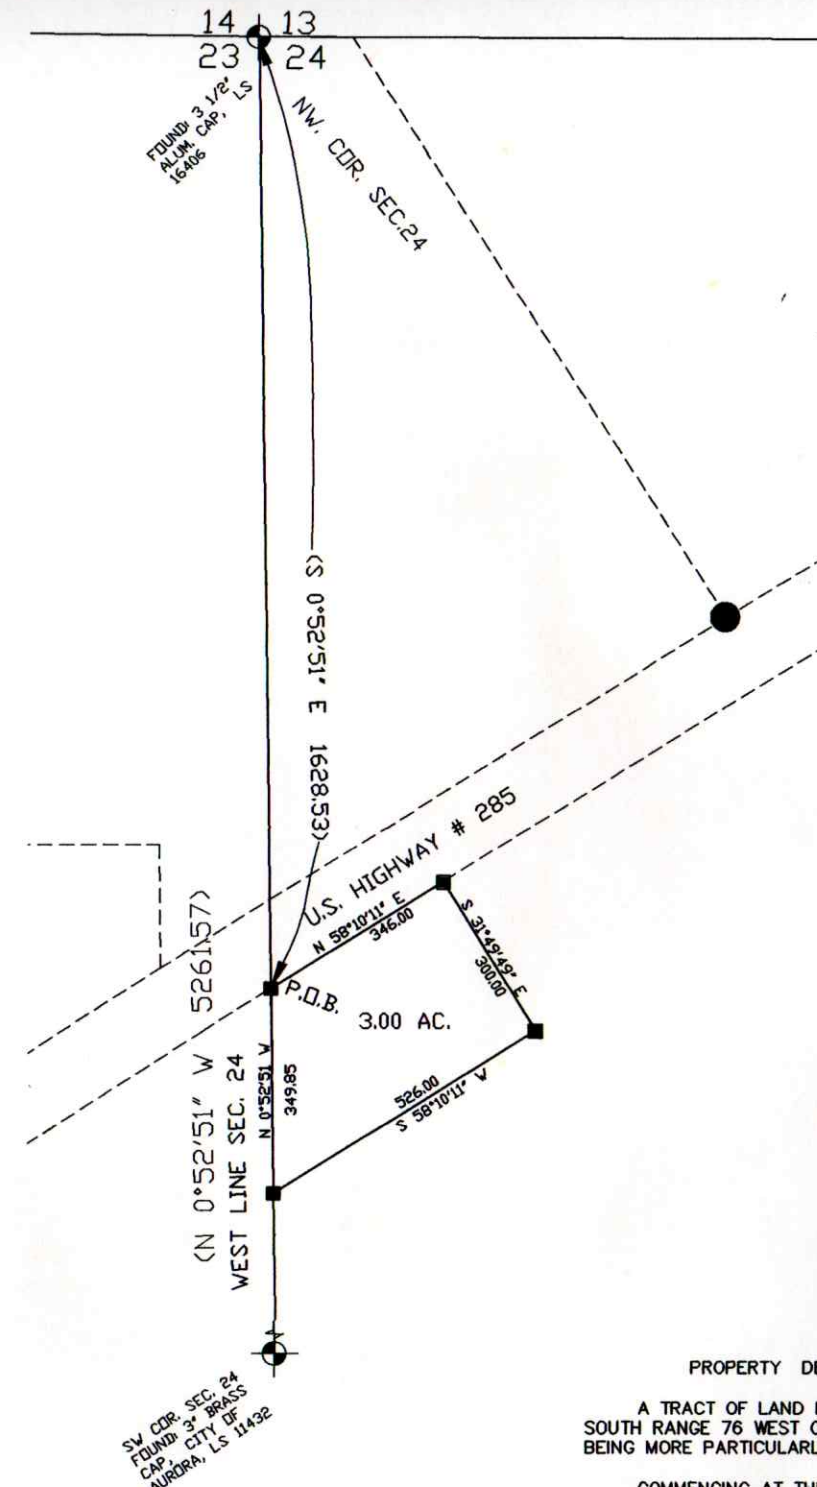 14 13
23 24
FOUND: 3 1/2"
ALUM. CAP, LS
16406
NW. COR. SEC.24
(S 0°52'51" E 1628.53)
U.S. HIGHWAY # 285
N 58°10'11" E
346.00
S 31°49'49" E
300.00
P.O.B.
3.00 AC.
(N 0°52'51" W 5261.57)
WEST LINE SEC. 24
N 0°52'51 W
349.85
526.00
S 58°10'11" W
SW COR. SEC. 24
FOUND: 3" BRASS
CAP, CITY OF
AURORA, LS 11432
PROPERTY DE
A TRACT OF LAND
SOUTH RANGE 76 WEST
BEING MORE PARTICULARL
COMMENCING AT THE